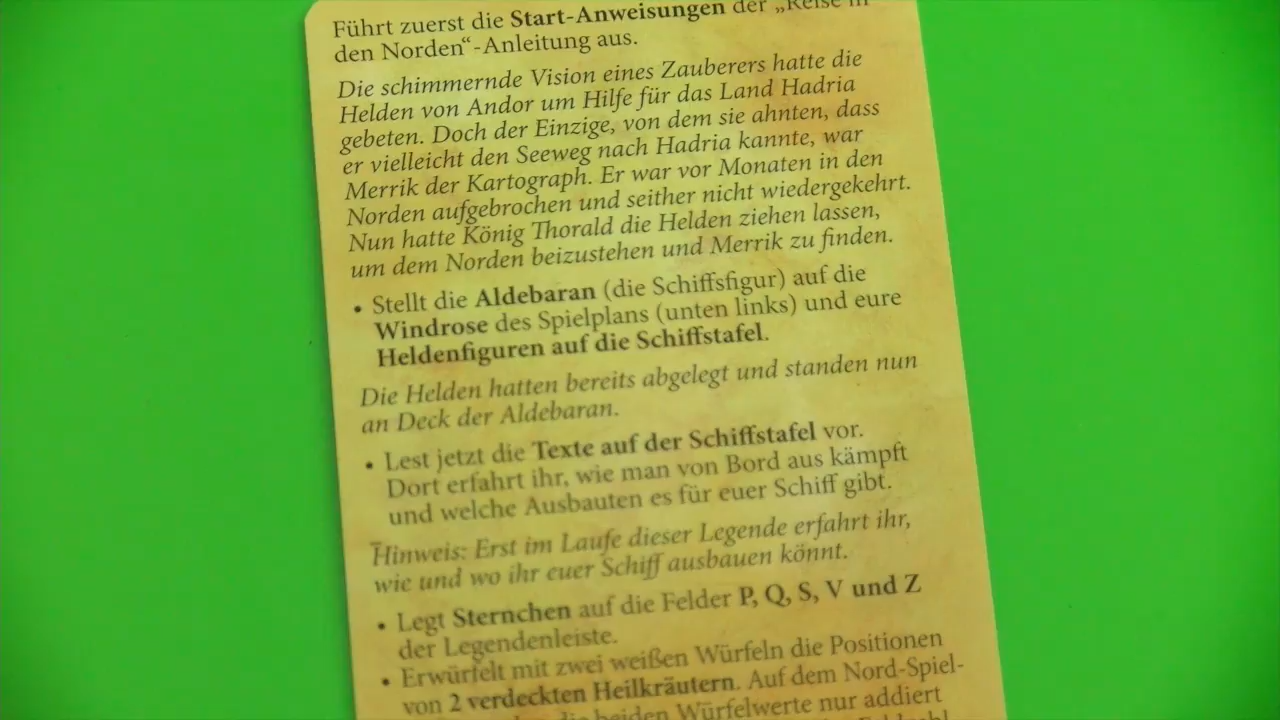 Führt zuerst die Start-Anweisungen der „Reise in
den Norden“-Anleitung aus.
Die schimmernde Vision eines Zauberers hatte die
Helden von Andor um Hilfe für das Land Hadria
gebeten. Doch der Einzige, von dem sie ahnten, dass
er vielleicht den Seeweg nach Hadria kannte, war
Merrik der Kartograph. Er war vor Monaten in den
Norden aufgebrochen und seither nicht wiedergekehrt.
Nun hatte König Thorald die Helden ziehen lassen,
um dem Norden beizustehen und Merrik zu finden.
• Stellt die Aldebaran (die Schiffsfigur) auf die
Windrose des Spielplans (unten links) und eure
Heldenfiguren auf die Schiffstafel.
Die Helden hatten bereits abgelegt und standen nun
an Deck der Aldebaran.
• Lest jetzt die Texte auf der Schiffstafel vor.
Dort erfahrt ihr, wie man von Bord aus kämpft
und welche Ausbauten es für euer Schiff gibt.
Hinweis: Erst im Laufe dieser Legende erfahrt ihr,
wie und wo ihr euer Schiff ausbauen könnt.
• Legt Sternchen auf die Felder P, Q, S, V und Z
der Legendenleiste.
• Erwürfelt mit zwei weißen Würfeln die Positionen
von 2 verdeckten Heilkräutern. Auf dem Nord-Spiel-
die beiden Würfelwerte nur addiert